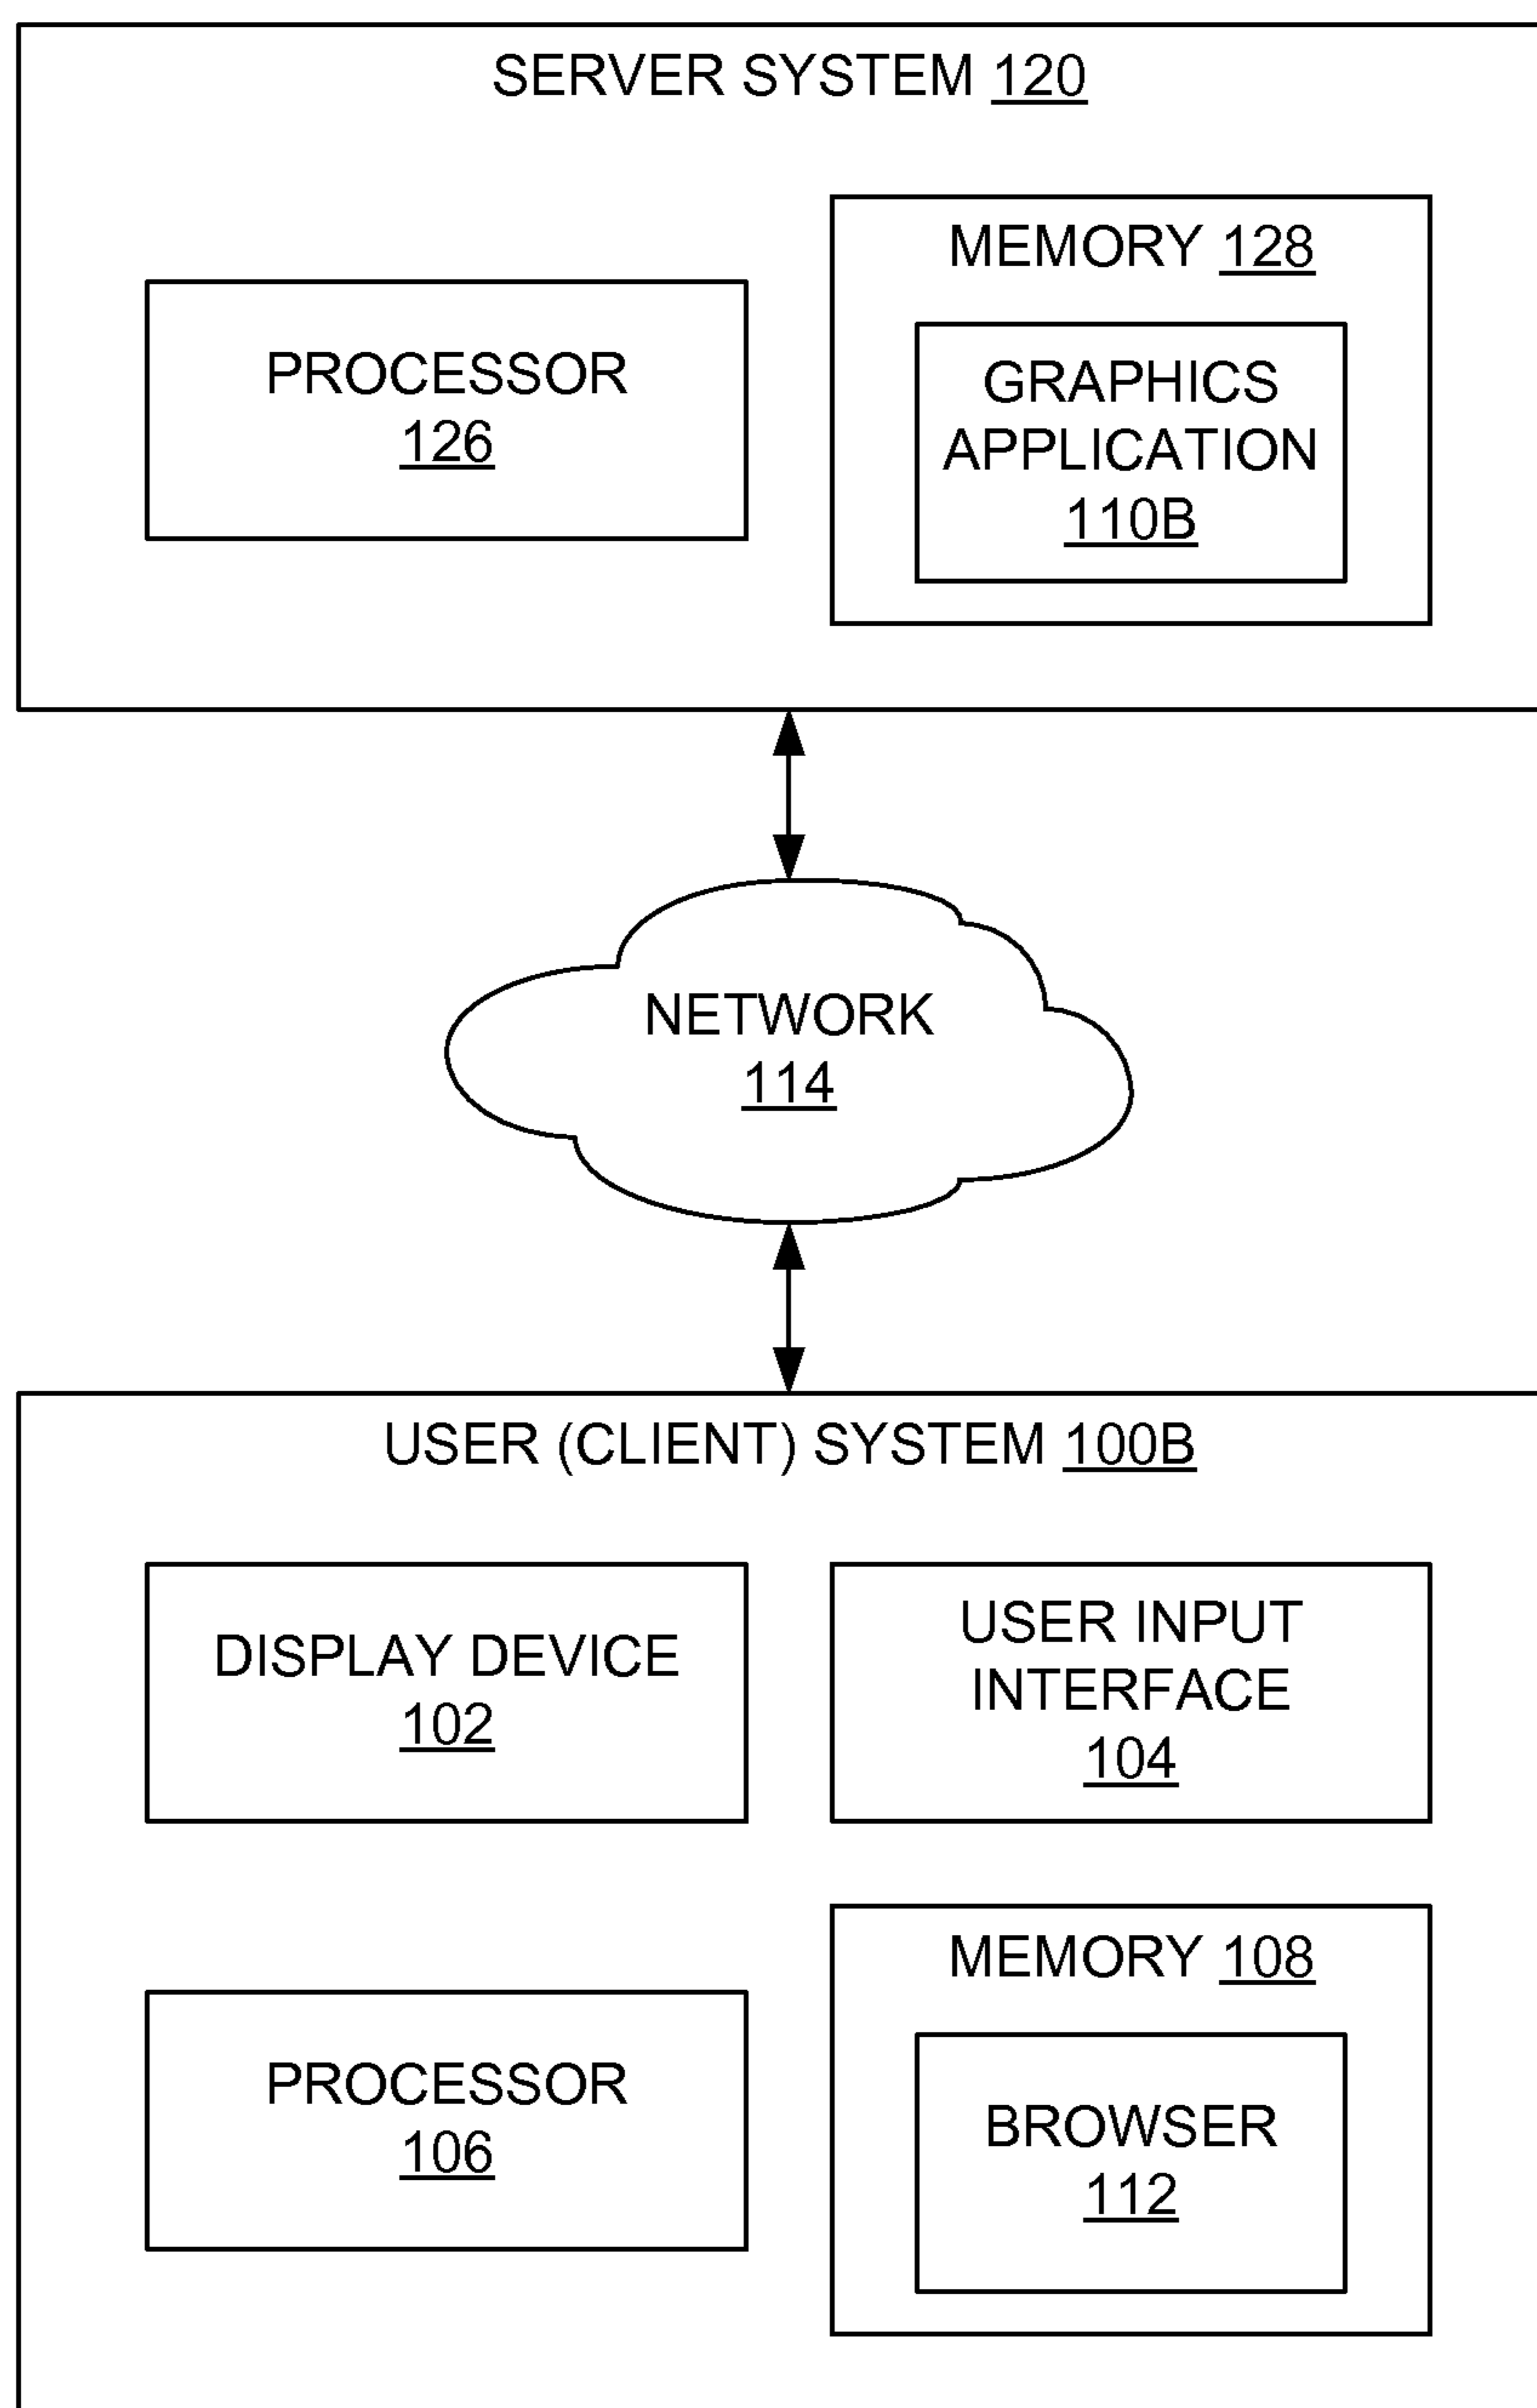 SERVER SYSTEM 120
MEMORY 128
PROCESSOR
126
GRAPHICS
APPLICATION
110B
NETWORK
114
USER (CLIENT) SYSTEM 100B
DISPLAY DEVICE
102
USER INPUT
INTERFACE
104
PROCESSOR
106
MEMORY 108
BROWSER
112